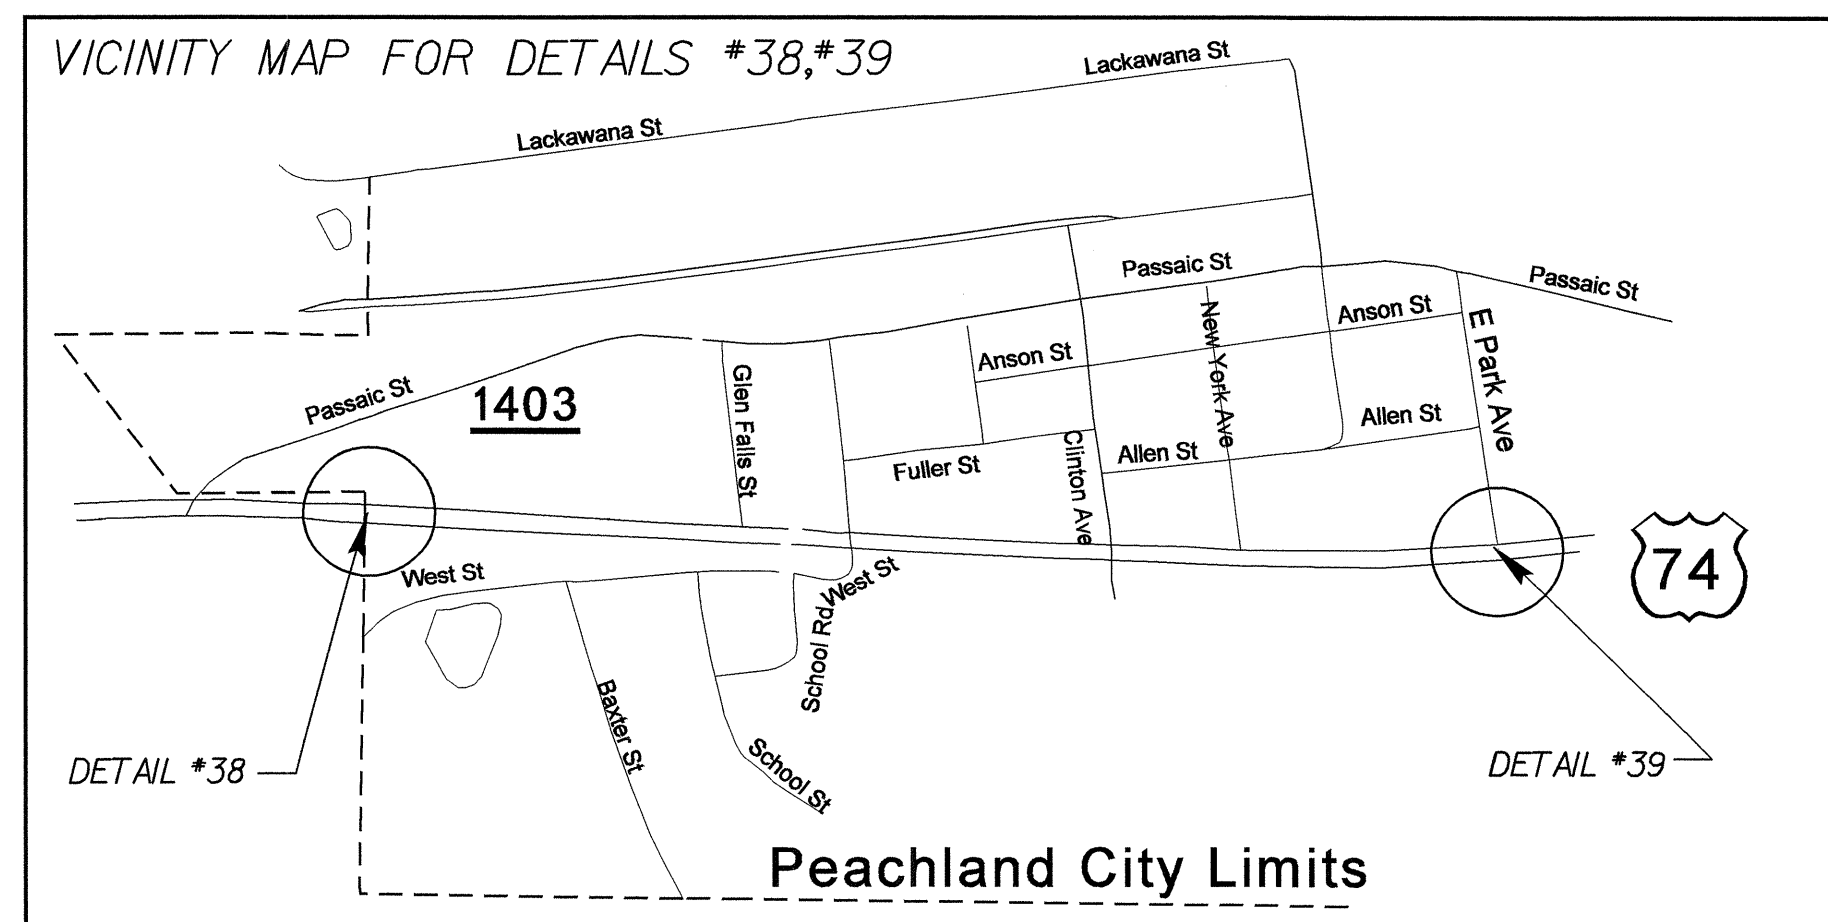 VICINITY MAP FOR DETAILS #38,#39
Lackawana St
Lackawana St
Passaic St
Passaic St
Anson St
New York Ave
E Park Ave
Anson St
Passaic St
1403
Glen Falls St
Allen St
Fuller St
Clinton Ave
Allen St
74
West St
West St
School Rd
Baxter St
School St
DETAIL #38
DETAIL #39
Peachland City Limits